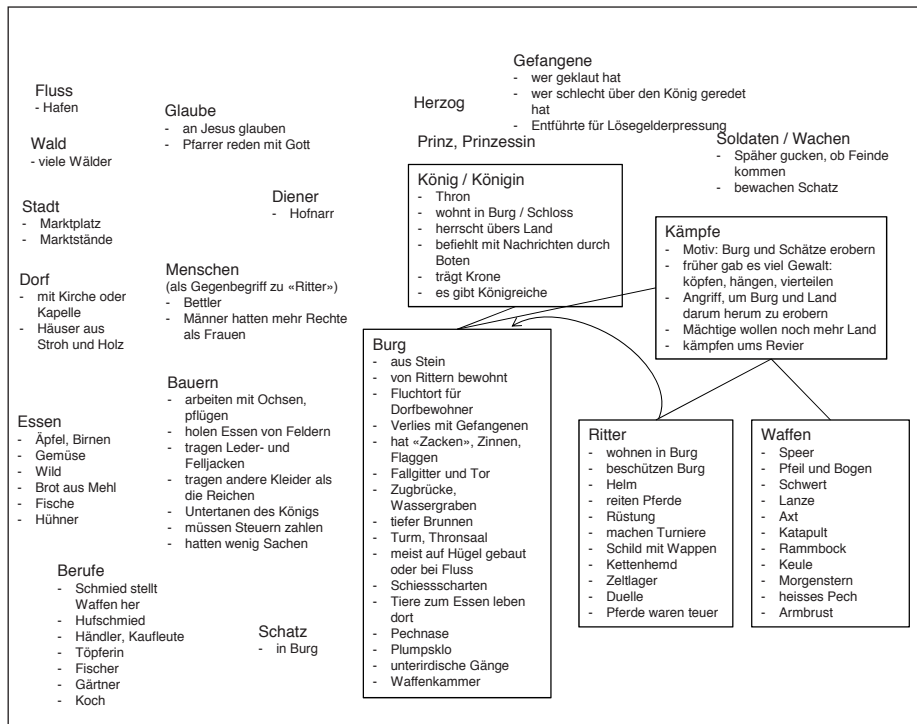 Fluss
- Hafen
Wald
- viele Wälder
Stadt
- Marktplatz
- Marktstände
Dorf
- mit Kirche oder
Kapelle
- Häuser aus
Stroh und Holz
Essen
- Äpfel, Birnen
- Gemüse
- Wild
- Brot aus Mehl
- Fische
- Hühner
Berufe
- Schmied stellt
Waffen her
- Hufschmied
- Händler, Kaufleute
- Töpferin
- Fischer
- Gärtner
- Koch
Glaube
- an Jesus glauben
- Pfarrer reden mit Gott
Diener
- Hofnarr
Menschen
(als Gegenbegriff zu «Ritter»)
- Bettler
- Männer hatten mehr Rechte
als Frauen
Bauern
- arbeiten mit Ochsen,
pflügen
- holen Essen von Feldern
- tragen Leder- und
Felljacken
- tragen andere Kleider als
die Reichen
- Untertanen des Königs
- müssen Steuern zahlen
- hatten wenig Sachen
Schatz
- in Burg
Herzog
Prinz, Prinzessin
Gefangene
- wer geklaut hat
- wer schlecht über den König geredet
hat
- Entführte für Lösegelderpressung
Soldaten / Wachen
- Späher gucken, ob Feinde
kommen
- bewachen Schatz
König / Königin
- Thron
- wohnt in Burg / Schloss
- herrscht übers Land
- befiehlt mit Nachrichten durch
Boten
- trägt Krone
- es gibt Königreiche
Kämpfe
- Motiv: Burg und Schätze erobern
- früher gab es viel Gewalt:
köpfen, hängen, vierteilen
- Angriff, um Burg und Land
darum herum zu erobern
- Mächtige wollen noch mehr Land
- kämpfen ums Revier
Burg
- aus Stein
- von Rittern bewohnt
- Fluchtort für
Dorfbewohner
- Verlies mit Gefangenen
- hat «Zacken», Zinnen,
Flaggen
- Fallgitter und Tor
- Zugbrücke,
Wassergraben
- tiefer Brunnen
- Turm, Thronsaal
- meist auf Hügel gebaut
oder bei Fluss
- Schiessscharten
- Tiere zum Essen leben
dort
- Pechnase
- Plumpsklo
- unterirdische Gänge
- Waffenkammer
Ritter
- wohnen in Burg
- beschützen Burg
- Helm
- reiten Pferde
- Rüstung
- machen Turniere
- Schild mit Wappen
- Kettenhemd
- Zeltlager
- Duelle
- Pferde waren teuer
Waffen
- Speer
- Pfeil und Bogen
- Schwert
- Lanze
- Axt
- Katapult
- Rammbock
- Keule
- Morgenstern
- heisses Pech
- Armbrust